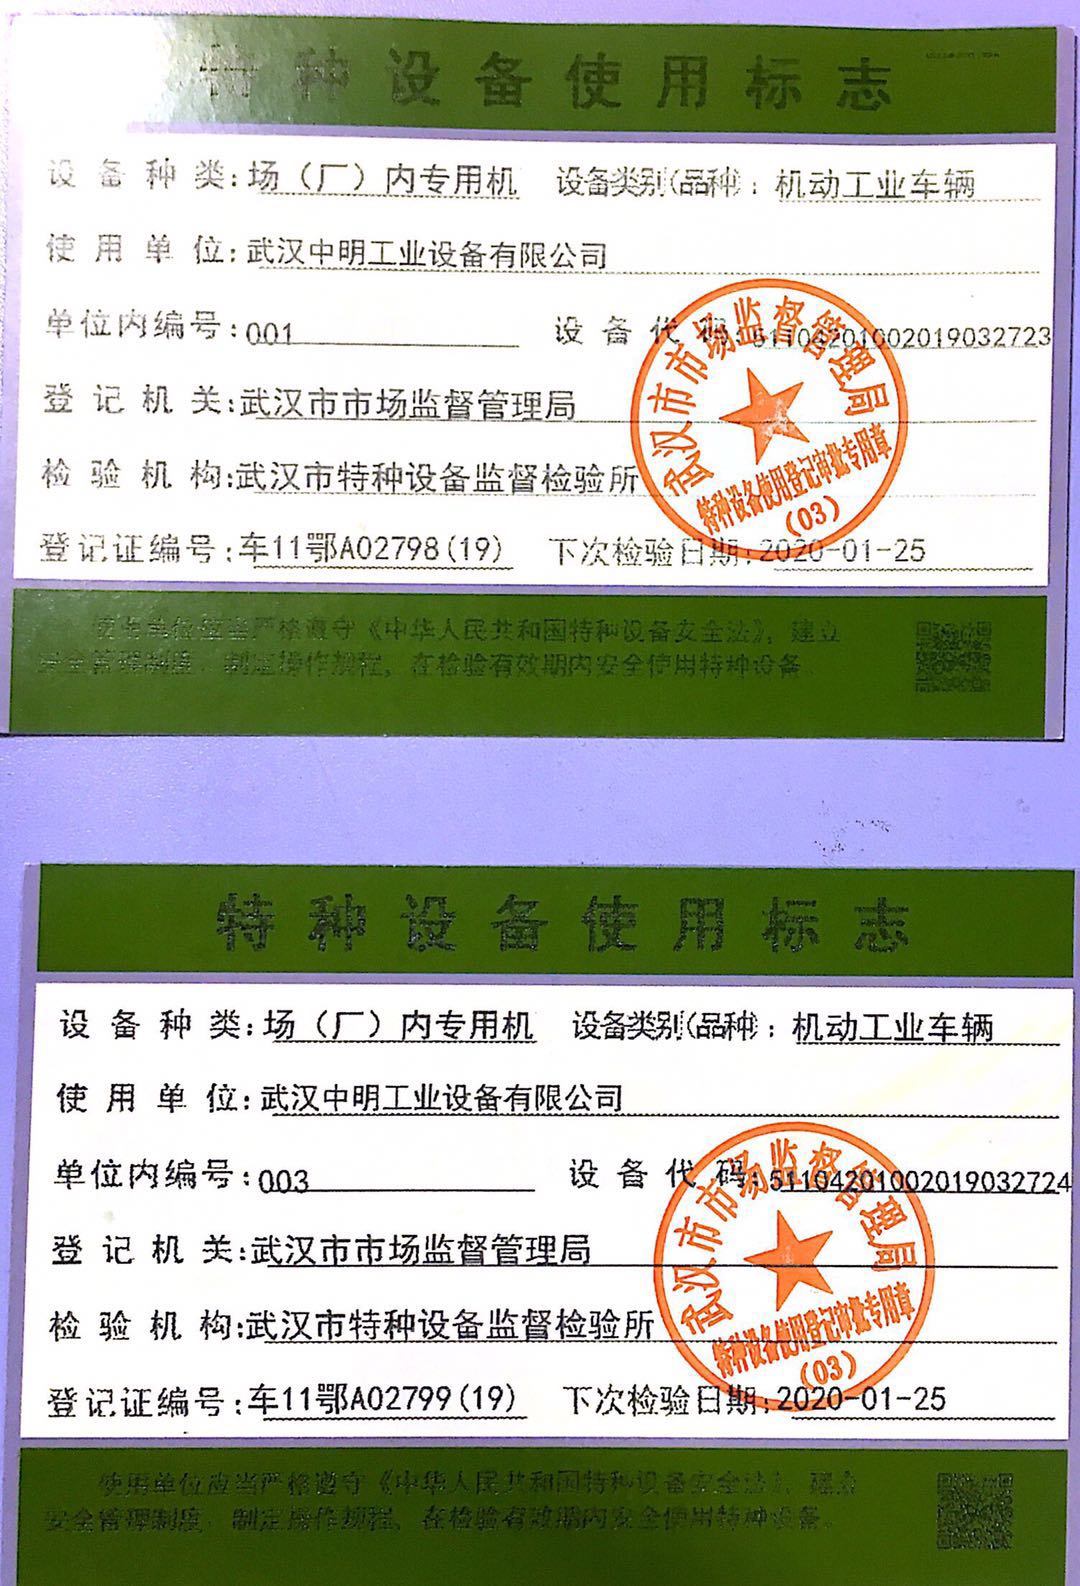 特种设备使用标志
设备种类:场（厂）内专用机 设备类别(品种): 机动工业车辆
使用单位:武汉中明工业设备有限公司
单位内编号:001 设备代码:511042010020190​32723
登记机关:武汉市市场监督管理局
检验机构:武汉市特种设备监督检验所
登记证编号:车11鄂A02798(19) 下次检验日期:2020-01-25
武汉市市场监督管理局
特种设备使用登记审批专用章
(03)
使用单位应当严格遵守《中华人民共和国特种设备安全法》，建立
安全管理制度，制定操作规程，在检验有效期内安全使用特种设备。
特种设备使用标志
设备种类:场（厂）内专用机 设备类别(品种): 机动工业车辆
使用单位:武汉中明工业设备有限公司
单位内编号:003 设备代码:51104201002019032724
登记机关:武汉市市场监督管理局
检验机构:武汉市特种设备监督检验所
登记证编号:车11鄂A02799(19) 下次检验日期:2020-01-25
武汉市市场监督管理局
特种设备使用登记审批专用章
(03)
使用单位应当严格遵守《中华人民共和国特种设备安全法》，建立
安全管理制度，制定操作规程，在检验有效期内安全使用特种设备。